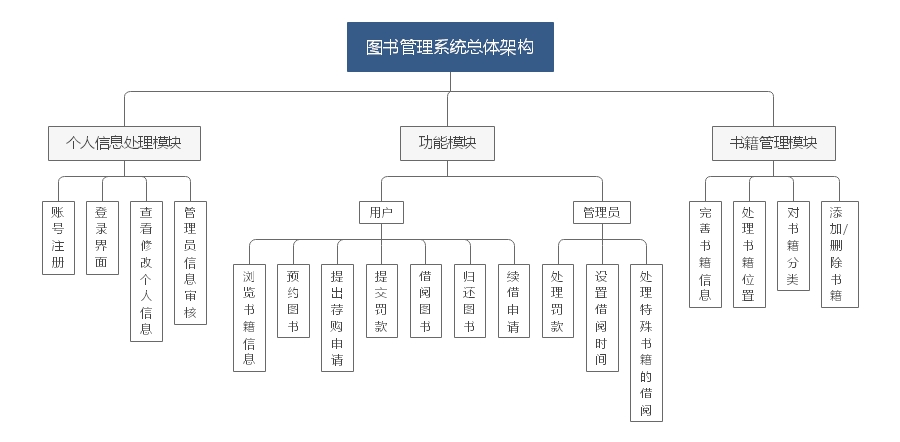 图书管理系统总体架构
个人信息处理模块
功能模块
书籍管理模块
账号注册
登录界面
查看修改个人信息
管理员信息审核
用户
管理员
完善书籍信息
处理书籍位置
对书籍分类
添加/删除书籍
浏览书籍信息
预约图书
提出荐购申请
提交罚款
借阅图书
归还图书
续借申请
处理罚款
设置借阅时间
处理特殊书籍的借阅